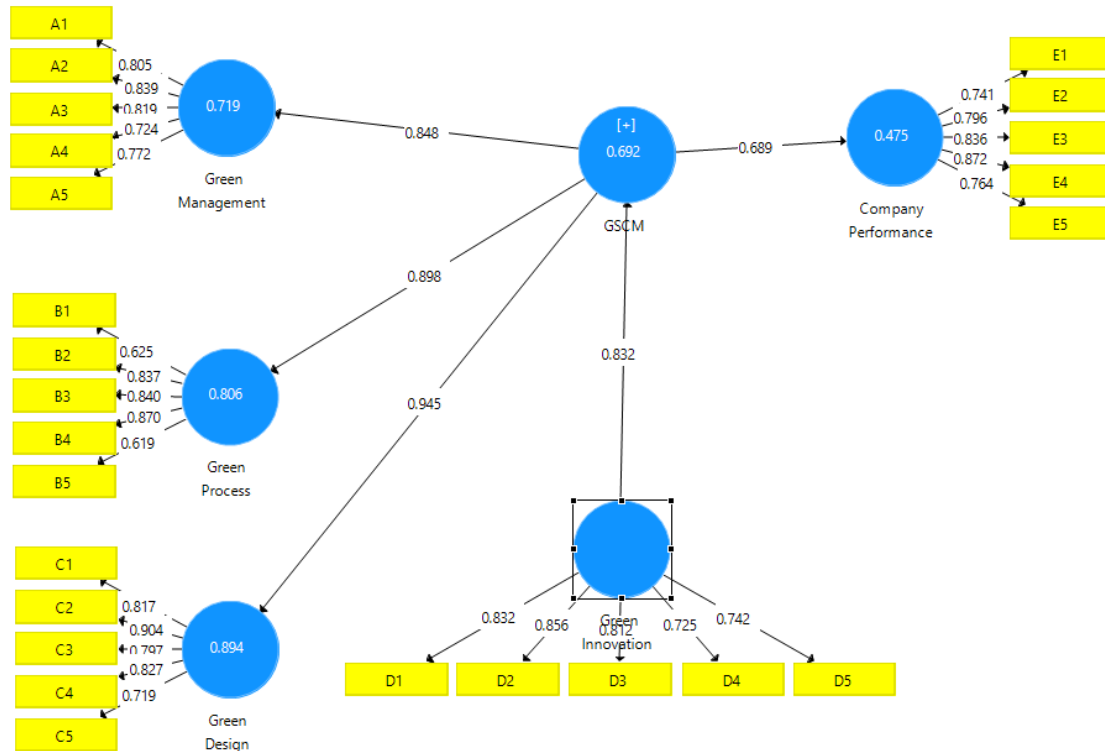 A1
A2
A3
A4
A5
0.805
0.839
0.819
0.724
0.772
0.719
Green
Management
0.848
[+]
0.692
GSCM
0.689
0.475
Company
Performance
0.741
0.796
0.836
0.872
0.764
E1
E2
E3
E4
E5
B1
B2
B3
B4
B5
0.625
0.837
0.840
0.870
0.619
0.806
Green
Process
0.898
0.945
0.832
C1
C2
C3
C4
C5
0.817
0.904
0.797
0.827
0.719
0.894
Green
Design
Green
Innovation
0.832
0.856
0.812
0.725
0.742
D1
D2
D3
D4
D5